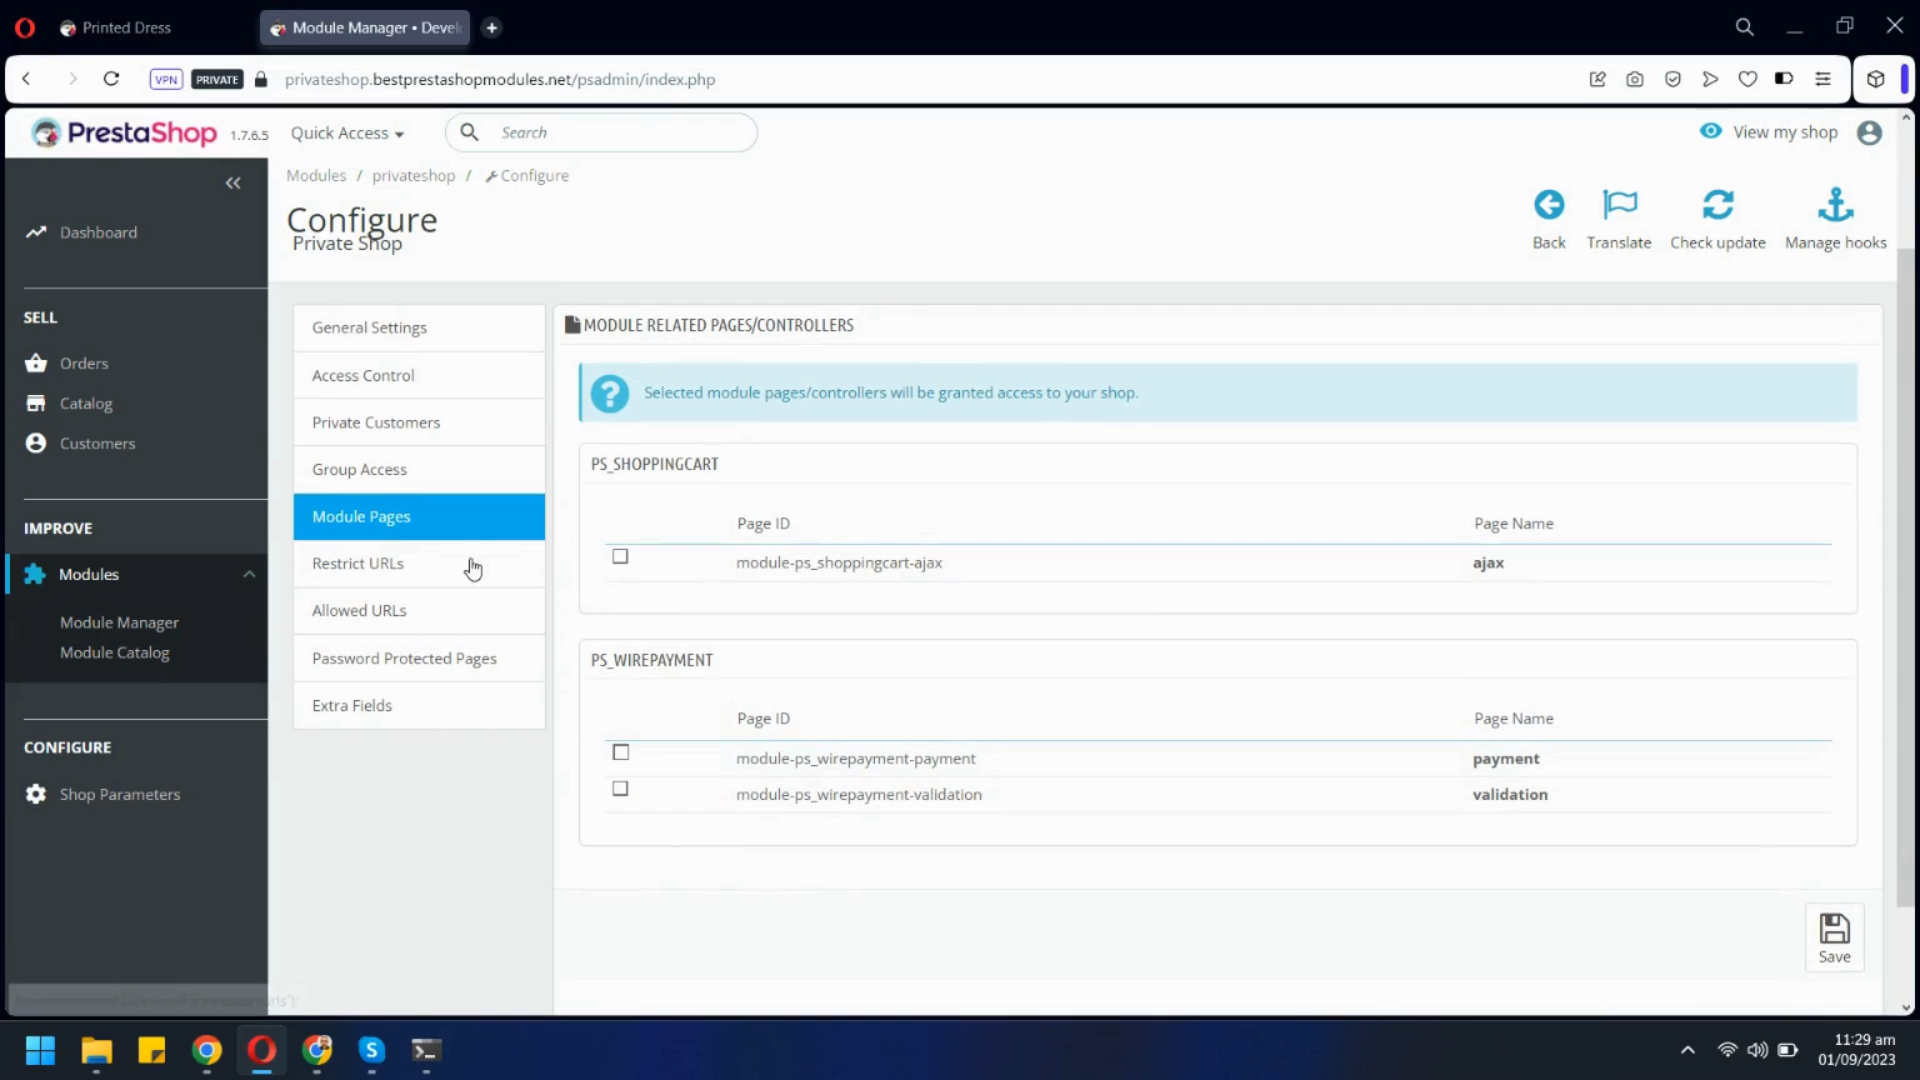 Printed Dress
Module Manager • Devel
VPN PRIVATE privateshop.bestprestashopmodules.net/psadmin/index.php
PrestaShop 1.7.6.5 Quick Access Search View my shop
Modules / privateshop / Configure
Configure
Private Shop
Back Translate Check update Manage hooks
Dashboard
SELL
Orders
Catalog
Customers
IMPROVE
Modules
Module Manager
Module Catalog
CONFIGURE
Shop Parameters
General Settings
Access Control
Private Customers
Group Access
Module Pages
Restrict URLs
Allowed URLs
Password Protected Pages
Extra Fields
MODULE RELATED PAGES/CONTROLLERS
Selected module pages/controllers will be granted access to your shop.
PS_SHOPPINGCART
Page ID Page Name
module-ps_shoppingcart-ajax ajax
PS_WIREPAYMENT
Page ID Page Name
module-ps_wirepayment-payment payment
module-ps_wirepayment-validation validation
Save
11:29 am
01/09/2023